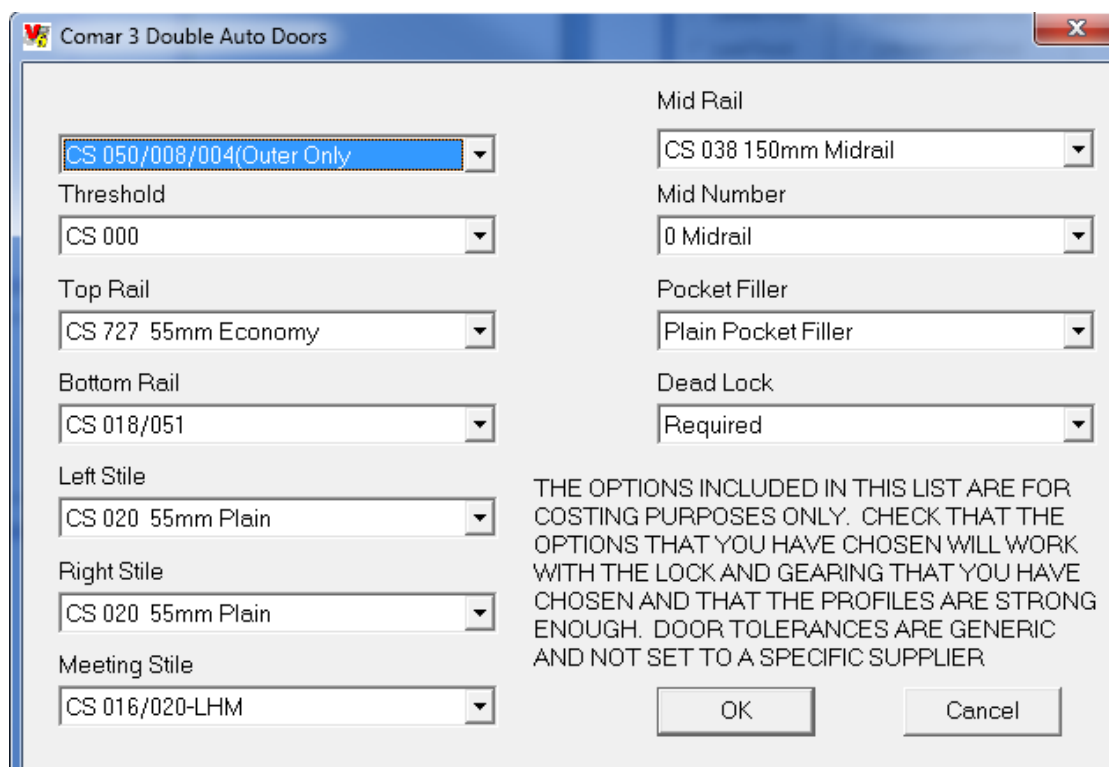 Comar 3 Double Auto Doors
CS 050/008/004(Outer Only
Threshold
CS 000
Top Rail
CS 727 55mm Economy
Bottom Rail
CS 018/051
Left Stile
CS 020 55mm Plain
Right Stile
CS 020 55mm Plain
Meeting Stile
CS 016/020-LHM
Mid Rail
CS 038 150mm Midrail
Mid Number
0 Midrail
Pocket Filler
Plain Pocket Filler
Dead Lock
Required
THE OPTIONS INCLUDED IN THIS LIST ARE FOR
COSTING PURPOSES ONLY. CHECK THAT THE
OPTIONS THAT YOU HAVE CHOSEN WILL WORK
WITH THE LOCK AND GEARING THAT YOU HAVE
CHOSEN AND THAT THE PROFILES ARE STRONG
ENOUGH. DOOR TOLERANCES ARE GENERIC
AND NOT SET TO A SPECIFIC SUPPLIER
OK
Cancel